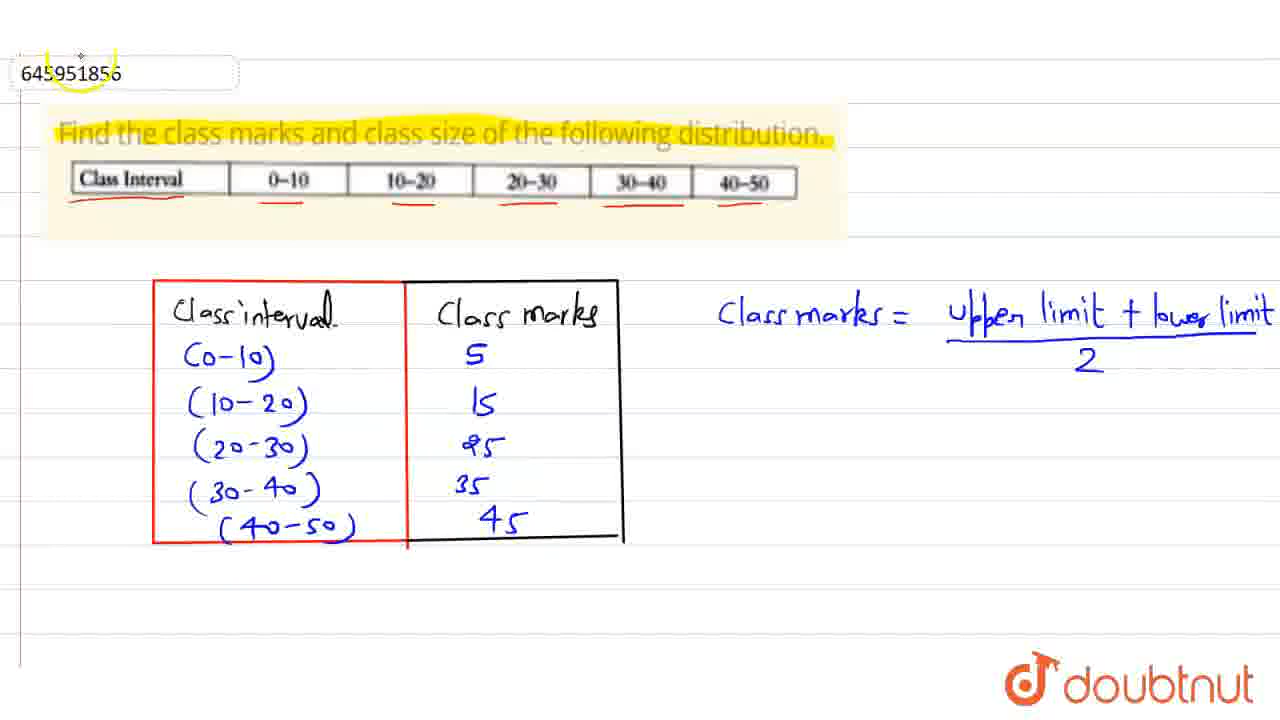 645951856
Find the class marks and class size of the following distribution.
Class Interval 0–10 10–20 20–30 30–40 40–50
Class interval. Class marks
(0-10) 5
(10-20) 15
(20-30) 25
(30-40) 35
(40-50) 45
Class marks = upper limit + lower limit
2
doubtnut